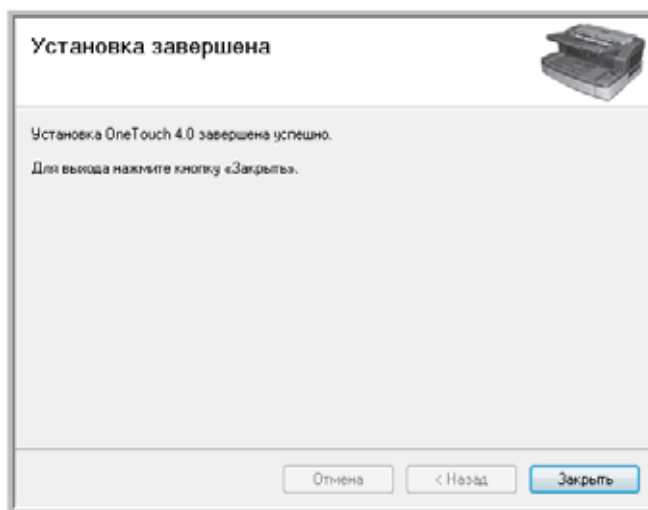 Установка завершена
Установка OneTouch 4.0 завершена успешно.
Для выхода нажмите кнопку «Закрыть».
Отмена
< Назад
Закрыть